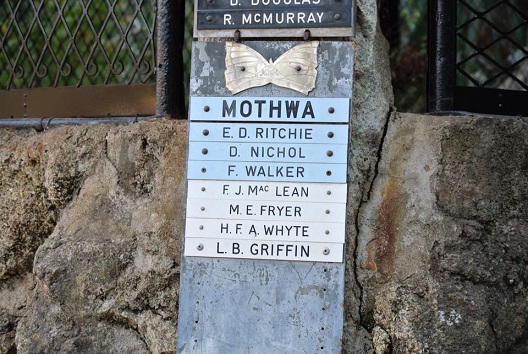 D. DOUGLAS
R. MCMURRAY
MOTHWA
E. D. RITCHIE
D. NICHOL
F. WALKER
F. J. MAC LEAN
M. E. FRYER
H. F. A. WHYTE
L. B. GRIFFIN